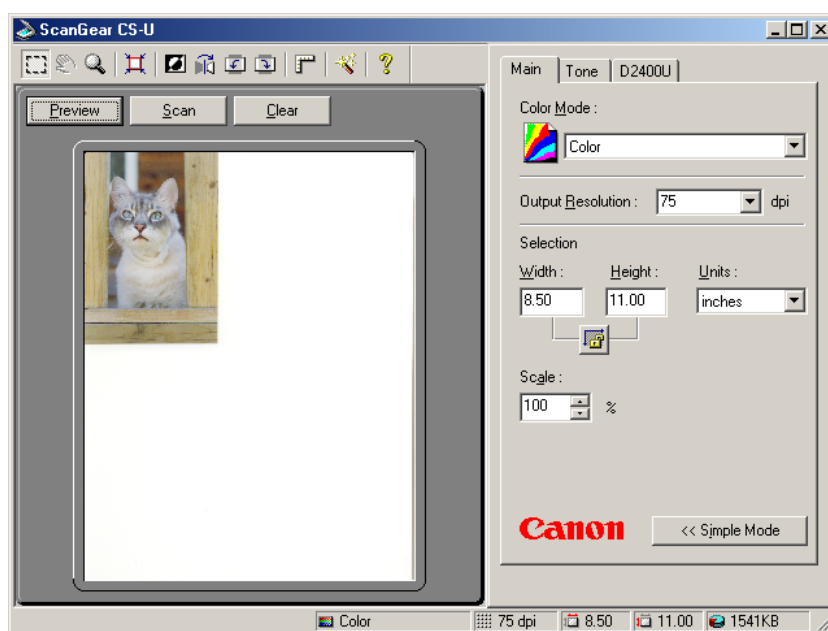 ScanGear CS-U
Preview
Scan
Clear
Main
Tone
D2400U
Color Mode :
Color
Output Resolution :
75
dpi
Selection
Width :
Height :
Units :
8.50
11.00
inches
Scale :
100
%
Canon
<< Simple Mode
Color
75 dpi
8.50
11.00
1541KB